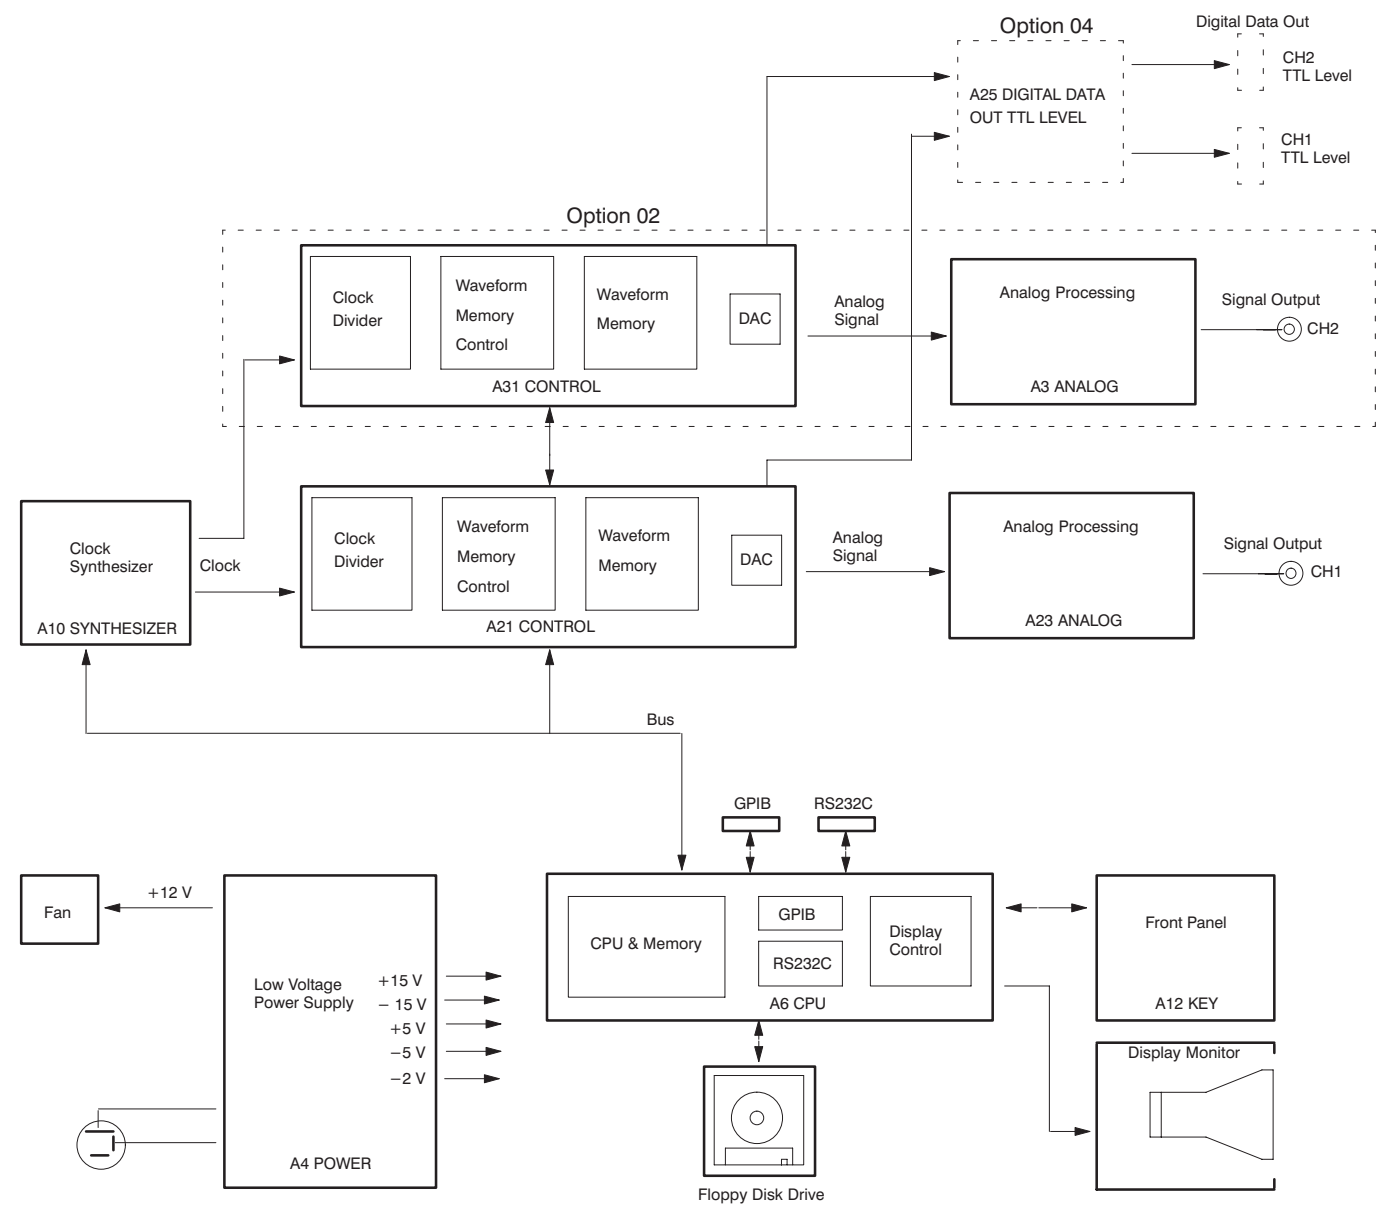 Option 04
Digital Data Out
CH2
TTL Level
A25 DIGITAL DATA
OUT TTL LEVEL
CH1
TTL Level
Option 02
Clock
Divider
Waveform
Memory
Control
Waveform
Memory
DAC
A31 CONTROL
Analog
Signal
Analog Processing
A3 ANALOG
Signal Output
CH2
Clock
Synthesizer
A10 SYNTHESIZER
Clock
Clock
Divider
Waveform
Memory
Control
Waveform
Memory
DAC
A21 CONTROL
Analog
Signal
Analog Processing
A23 ANALOG
Signal Output
CH1
Bus
GPIB
RS232C
Fan
+12 V
Low Voltage
Power Supply
+15 V
− 15 V
+5 V
−5 V
−2 V
A4 POWER
CPU & Memory
GPIB
RS232C
Display
Control
A6 CPU
Front Panel
A12 KEY
Display Monitor
Floppy Disk Drive